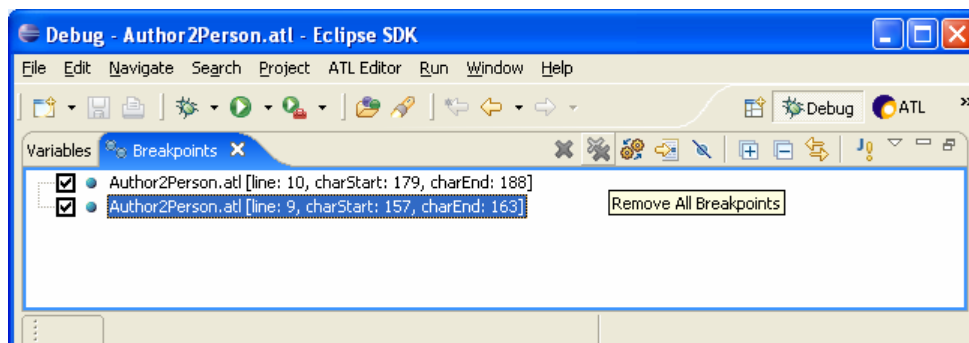 Debug - Author2Person.atl - Eclipse SDK
File Edit Navigate Search Project ATL Editor Run Window Help
Debug ATL »
Variables Breakpoints
Author2Person.atl [line: 10, charStart: 179, charEnd: 188]
Author2Person.atl [line: 9, charStart: 157, charEnd: 163]
Remove All Breakpoints